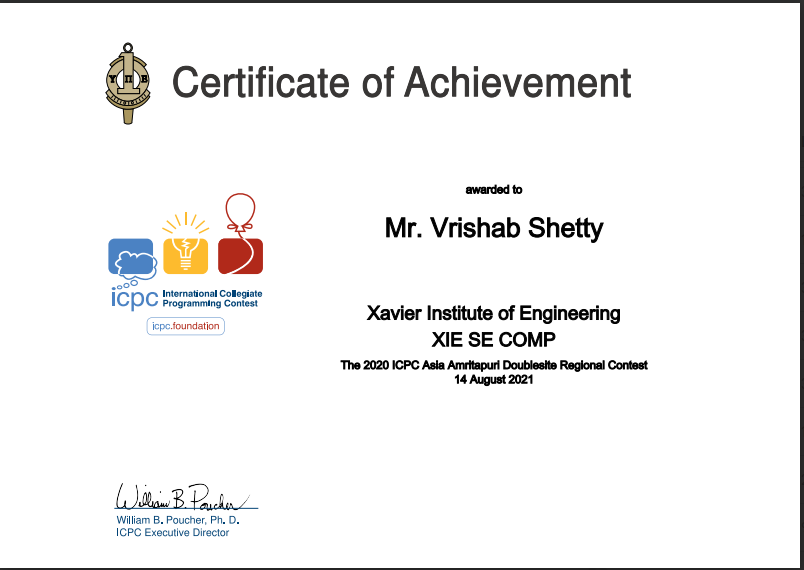 Certificate of Achievement
ΥΠΒ
awarded to
Mr. Vrishab Shetty
icpc International Collegiate
Programming Contest
icpc.foundation
Xavier Institute of Engineering
XIE SE COMP
The 2020 ICPC Asia Amritapuri Doublesite Regional Contest
14 August 2021
William B. Poucher
William B. Poucher, Ph. D.
ICPC Executive Director